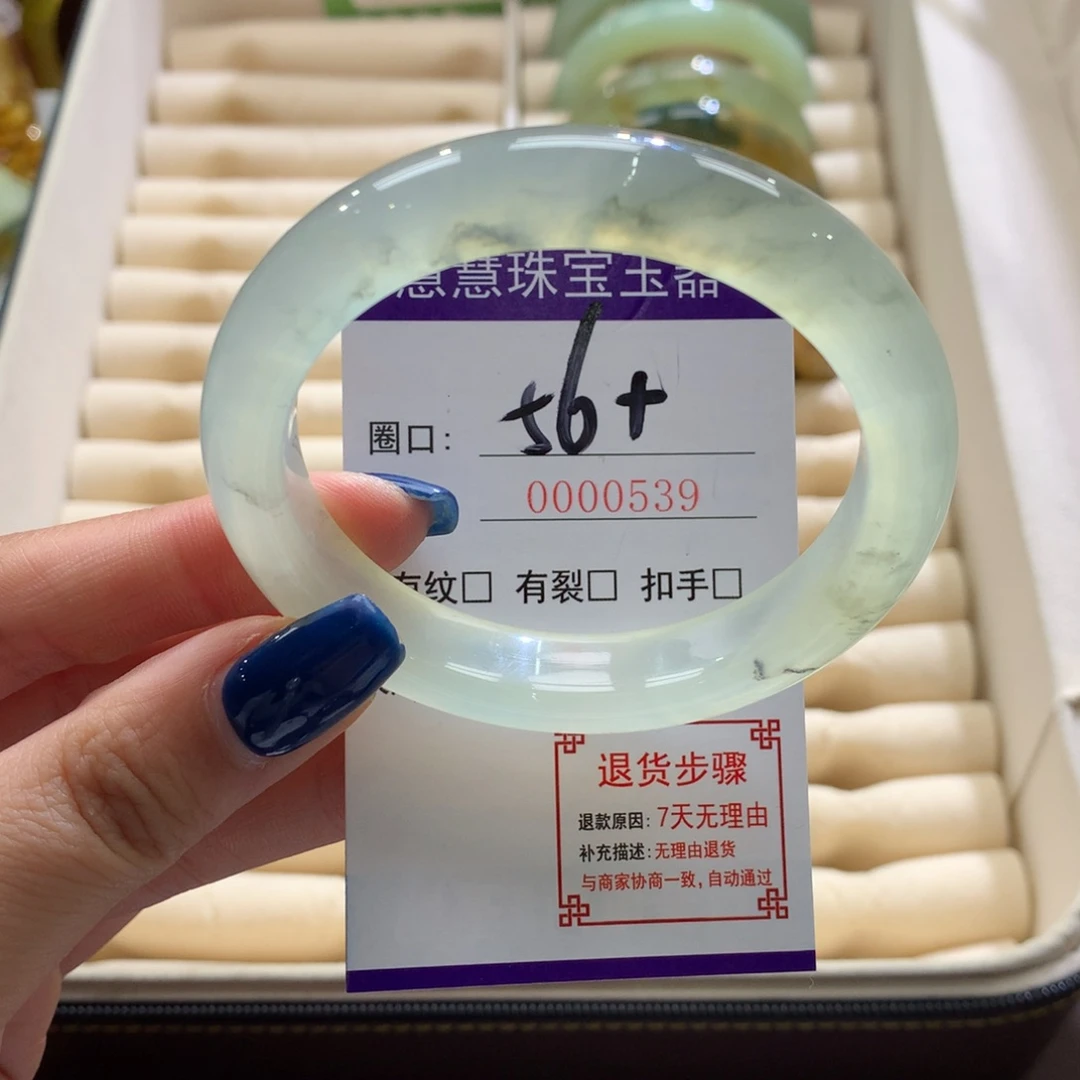 慧珠宝玉器
圈口: 56+
0000539
有纹□ 有裂□ 扣手□
退货步骤
退款原因: 7天无理由
补充描述: 无理由退货
与商家协商一致, 自动通过